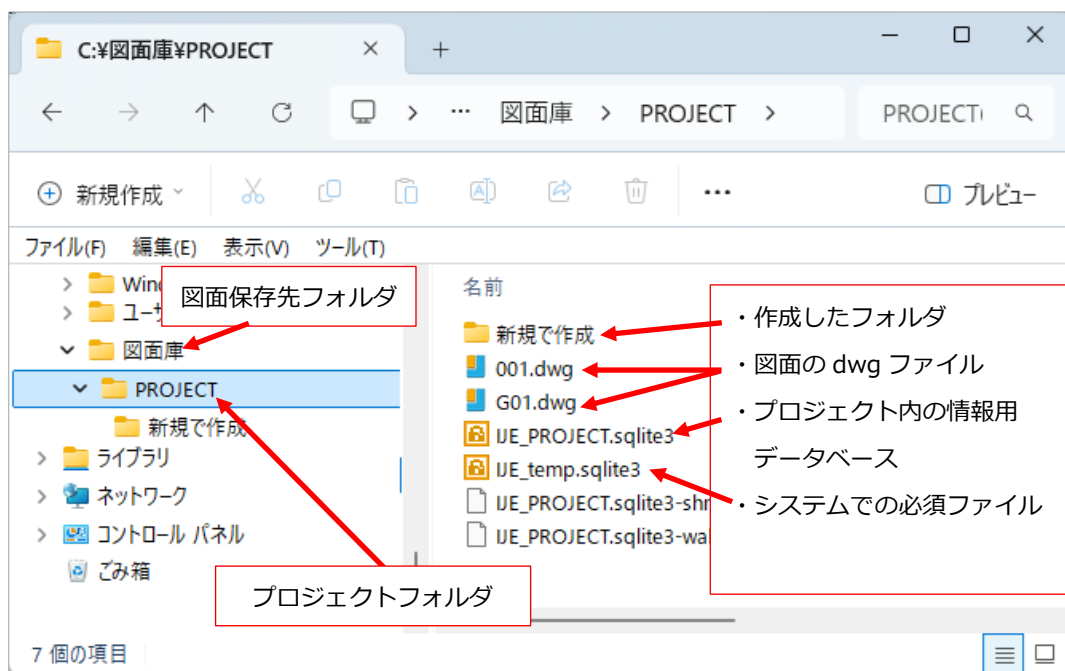 C:¥図面庫¥PROJECT
図面庫 > PROJECT >
PROJECT
新規作成
プレビュー
ファイル(F) 編集(E) 表示(V) ツール(T)
図面保存先フォルダ
図面庫
PROJECT
新規で作成
ライブラリ
ネットワーク
コントロール パネル
ごみ箱
プロジェクトフォルダ
名前
新規で作成
001.dwg
G01.dwg
IJE_PROJECT.sqlite3
IJE_temp.sqlite3
IJE_PROJECT.sqlite3-shm
IJE_PROJECT.sqlite3-wal
・作成したフォルダ
・図面の dwg ファイル
・プロジェクト内の情報用
データベース
・システムでの必須ファイル
7 個の項目